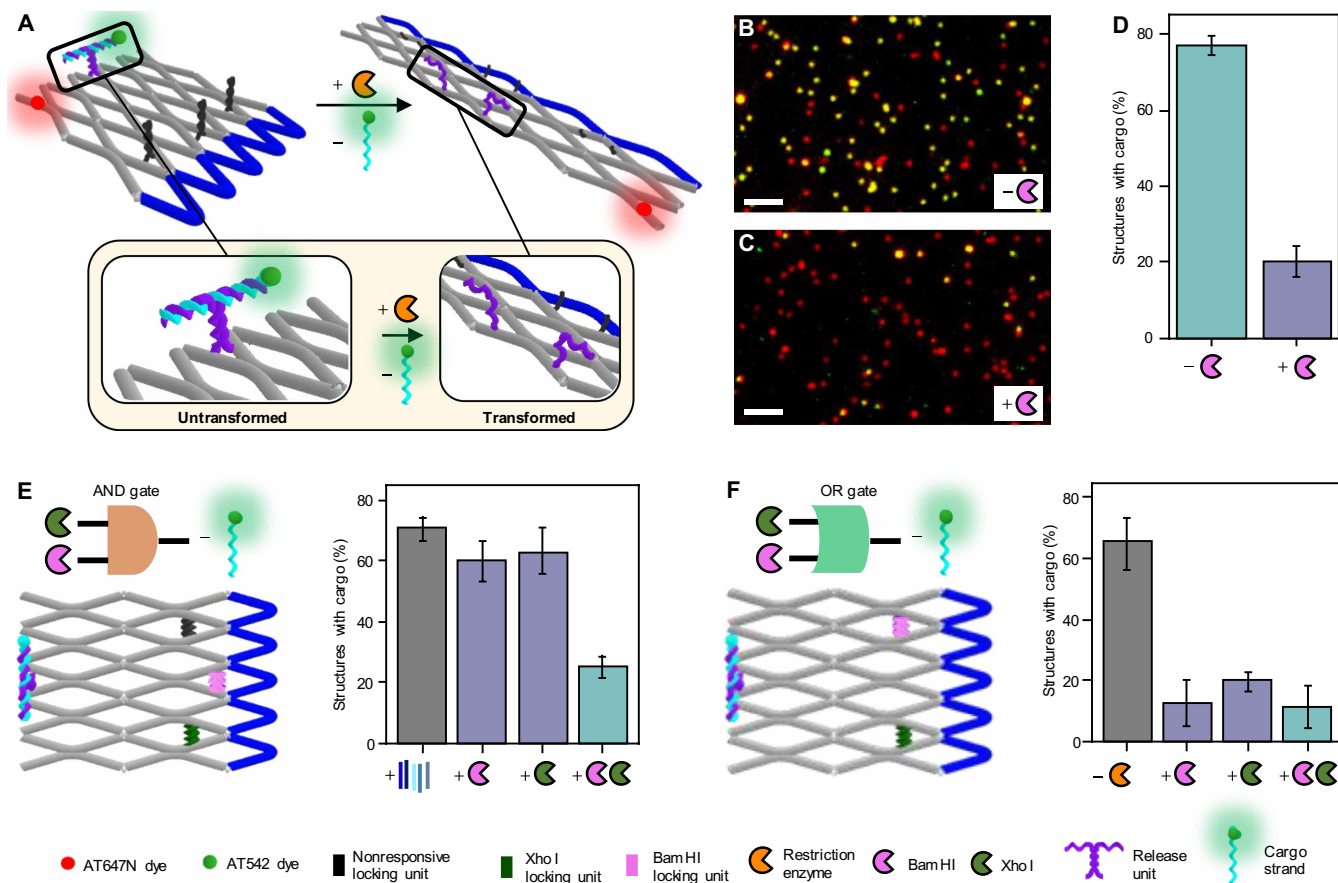 A
+
−
+
−
Untransformed
Transformed
B
−
C
+
D
Structures with cargo (%)
80
60
40
20
0
−
+
E
AND gate
−
Structures with cargo (%)
80
60
40
20
0
+
+
+
+
F
OR gate
−
Structures with cargo (%)
80
60
40
20
0
−
+
+
+
AT647N dye
AT542 dye
Nonresponsive
locking unit
Xho I
locking unit
Bam HI
locking unit
Restriction
enzyme
Bam HI
Xho I
Release
unit
Cargo
strand